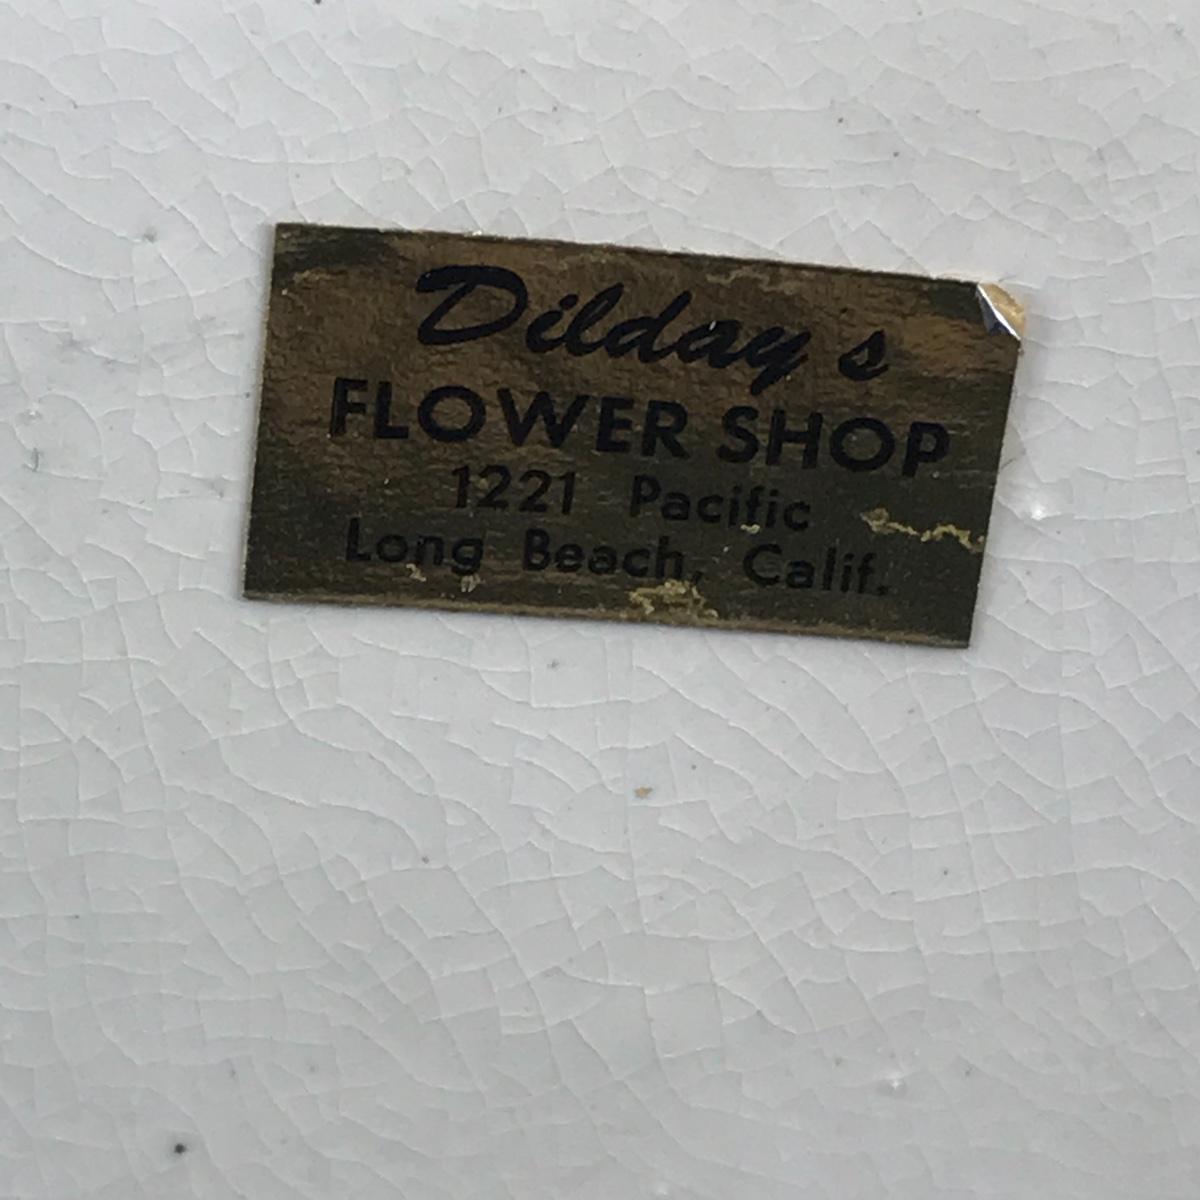 Dilday s
FLOWER SHOP
1221 Pacific
Long Beach, Calif.